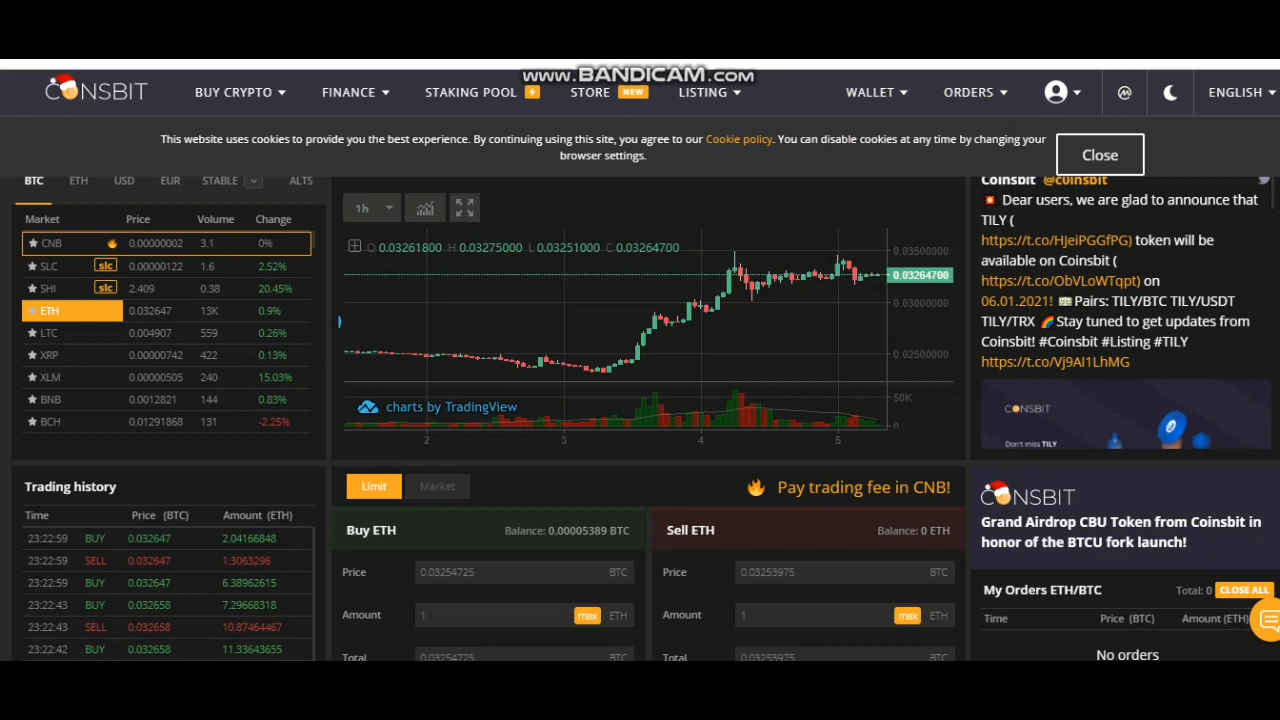 www.BANDICAM.com
C NSBIT
BUY CRYPTO
FINANCE
STAKING POOL
STORE NEW
LISTING
WALLET
ORDERS
ENGLISH
This website uses cookies to provide you the best experience. By continuing using this site, you agree to our Cookie policy. You can disable cookies at any time by changing your
browser settings.
Close
BTC ETH USD EUR STABLE ALTS
Market Price Volume Change
CNB 0.00000002 3.1 0%
SLC slc 0.00000122 1.6 2.52%
SHI slc 2.409 0.38 20.45%
ETH 0.032647 13K 0.9%
LTC 0.004907 559 0.26%
XRP 0.00000742 422 0.13%
XLM 0.00000505 240 15.03%
BNB 0.0012821 144 0.83%
BCH 0.01291868 131 -2.25%
1h
O 0.03261800 H 0.03275000 L 0.03251000 C 0.03264700
0.03500000
0.03264700
0.03000000
0.02500000
50K
0
charts by TradingView
2 3 4 5
Coinsbit @c0insbit
Dear users, we are glad to announce that
TILY (
https://t.co/HJeiPGGfPG) token will be
available on Coinsbit (
https://t.co/ObVLoWTqpt) on
06.01.2021! Pairs: TILY/BTC TILY/USDT
TILY/TRX Stay tuned to get updates from
Coinsbit! #Coinsbit #Listing #TILY
https://t.co/Vj9AI1LhMG
C NSBIT
Don't miss TILY
Trading history
Time Price (BTC) Amount (ETH)
23:22:59 BUY 0.032647 2.04166848
23:22:59 SELL 0.032647 1.3063296
23:22:59 BUY 0.032647 6.38962615
23:22:43 BUY 0.032658 7.29668318
23:22:43 SELL 0.032658 10.87464467
23:22:42 BUY 0.032658 11.33643655
Limit Market
Pay trading fee in CNB!
Buy ETH Balance: 0.00005389 BTC
Price 0.03254725 BTC
Amount 1 max ETH
Total 0.03254725 BTC
Sell ETH Balance: 0 ETH
Price 0.03253975 BTC
Amount 1 max ETH
Total 0.03253975 BTC
C NSBIT
Grand Airdrop CBU Token from Coinsbit in
honor of the BTCU fork launch!
My Orders ETH/BTC Total: 0 CLOSE ALL
Time Price (BTC) Amount (ETH)
No orders